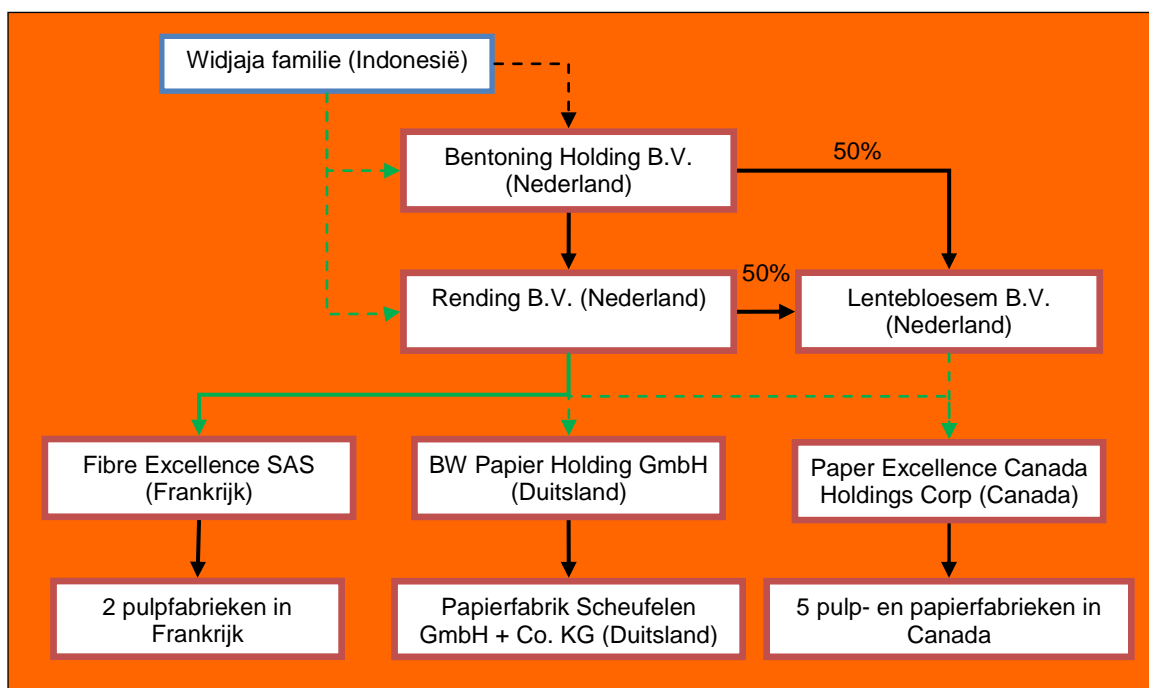 Widjaja familie (Indonesië)
Bentoning Holding B.V.
(Nederland)
50%
Rending B.V. (Nederland)
50%
Lentebloesem B.V.
(Nederland)
Fibre Excellence SAS
(Frankrijk)
BW Papier Holding GmbH
(Duitsland)
Paper Excellence Canada
Holdings Corp (Canada)
2 pulpfabrieken in
Frankrijk
Papierfabrik Scheufelen
GmbH + Co. KG (Duitsland)
5 pulp- en papierfabrieken in
Canada